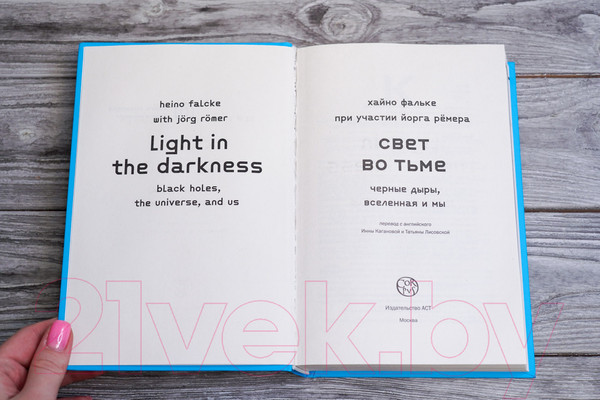 heino falcke
with jörg römer
Light in
the darkness
black holes,
the universe, and us
хайно фальке
при участии йорга рёмера
свет
во тьме
черные дыры,
вселенная и мы
перевод с английского
Инны Кагановой и Татьяны Лисовской
CORPUS
Издательство АСТ
Москва
21vek.by